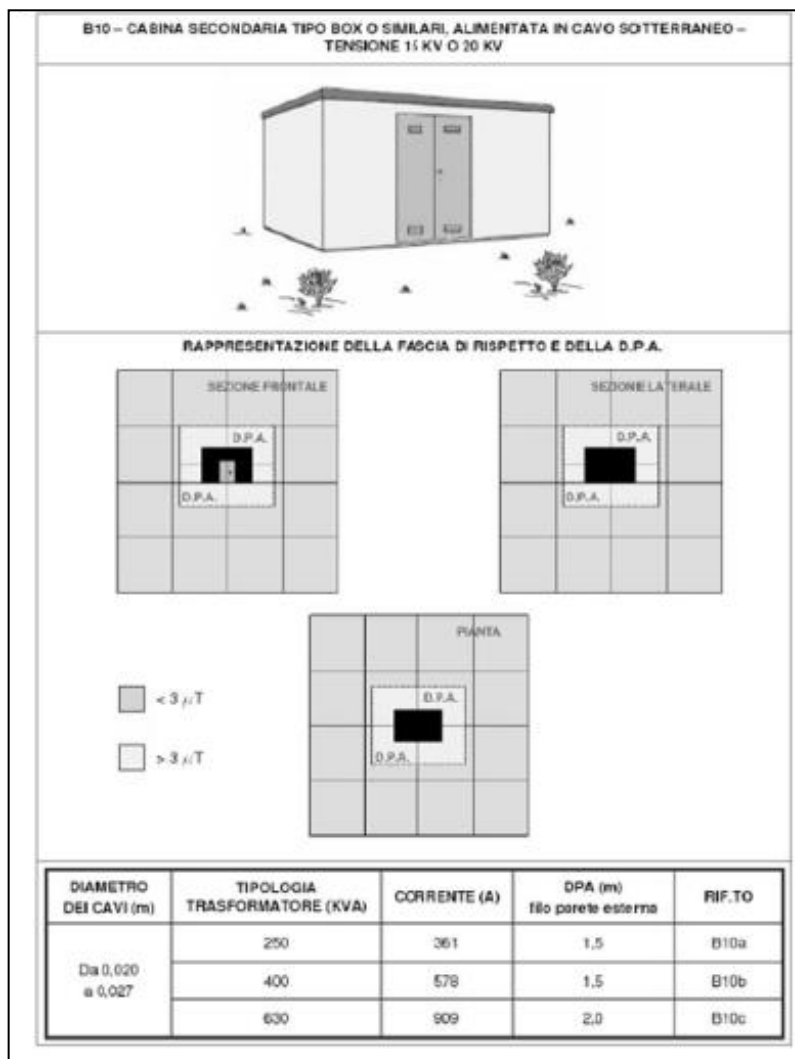 B10 – CABINA SECONDARIA TIPO BOX O SIMILARI, ALIMENTATA IN CAVO SOTTERRANEO –
TENSIONE 15 KV O 20 KV
RAPPRESENTAZIONE DELLA FASCIA DI RISPETTO E DELLA D.P.A.
SEZIONE FRONTALE
D.P.A.
D.P.A.
SEZIONE LATERALE
D.P.A.
D.P.A.
PIANTA
D.P.A.
D.P.A.
< 3 µT
> 3 µT
DIAMETRO DEI CAVI (m) TIPOLOGIA TRASFORMATORE (KVA) CORRENTE (A) DPA (m) filo parete esterna RIF.TO
Da 0,020 a 0,027
250 361 1,5 B10a
400 578 1,5 B10b
630 909 2,0 B10c